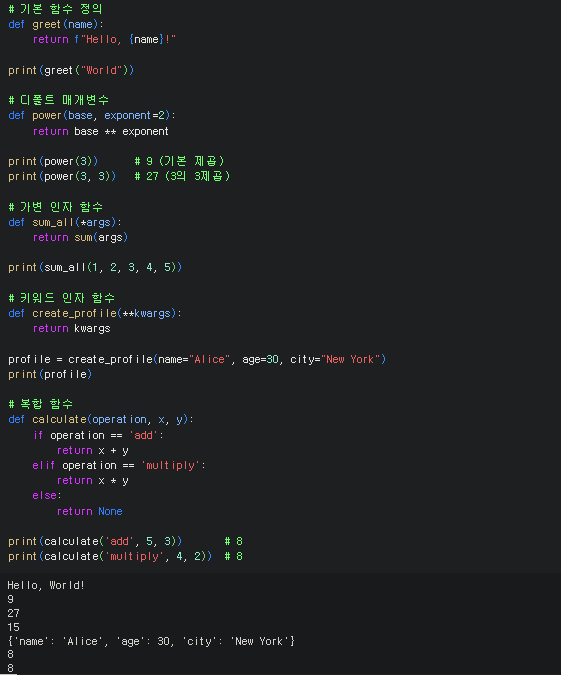 # 기본 함수 정의
def greet(name):
    return f"Hello, {name}!"

print(greet("World"))

# 디폴트 매개변수
def power(base, exponent=2):
    return base ** exponent

print(power(3))      # 9 (기본 제곱)
print(power(3, 3))   # 27 (3의 3제곱)

# 가변 인자 함수
def sum_all(*args):
    return sum(args)

print(sum_all(1, 2, 3, 4, 5))

# 키워드 인자 함수
def create_profile(**kwargs):
    return kwargs

profile = create_profile(name="Alice", age=30, city="New York")
print(profile)

# 복합 함수
def calculate(operation, x, y):
    if operation == 'add':
        return x + y
    elif operation == 'multiply':
        return x * y
    else:
        return None

print(calculate('add', 5, 3))       # 8
print(calculate('multiply', 4, 2))  # 8

Hello, World!
9
27
15
{'name': 'Alice', 'age': 30, 'city': 'New York'}
8
8